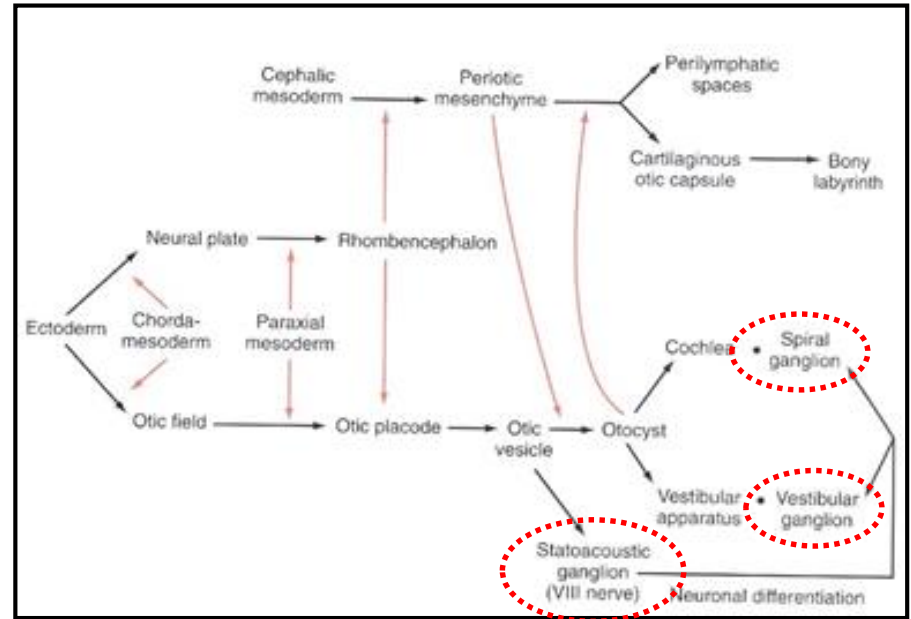 Cephalic
mesoderm
Periotic
mesenchyme
Perilymphatic
spaces
Cartilaginous
otic capsule
Bony
labyrinth
Neural plate
Rhombencephalon
Ectoderm
Chorda-
mesoderm
Paraxial
mesoderm
Cochlea
Spiral
ganglion
Otic field
Otic placode
Otic
vesicle
Otocyst
Vestibular
apparatus
Vestibular
ganglion
Statoacoustic
ganglion
(VIII nerve)
Neuronal differentiation